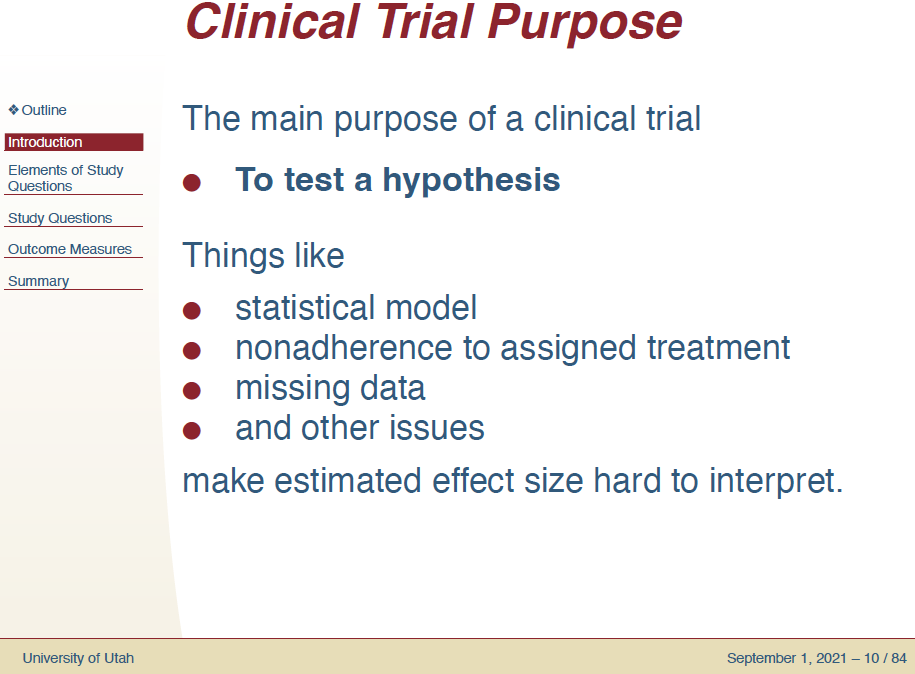 Clinical Trial Purpose
❖ Outline
Introduction
Elements of Study
Questions
Study Questions
Outcome Measures
Summary
The main purpose of a clinical trial
● To test a hypothesis
Things like
● statistical model
● nonadherence to assigned treatment
● missing data
● and other issues
make estimated effect size hard to interpret.
University of Utah
September 1, 2021 – 10 / 84